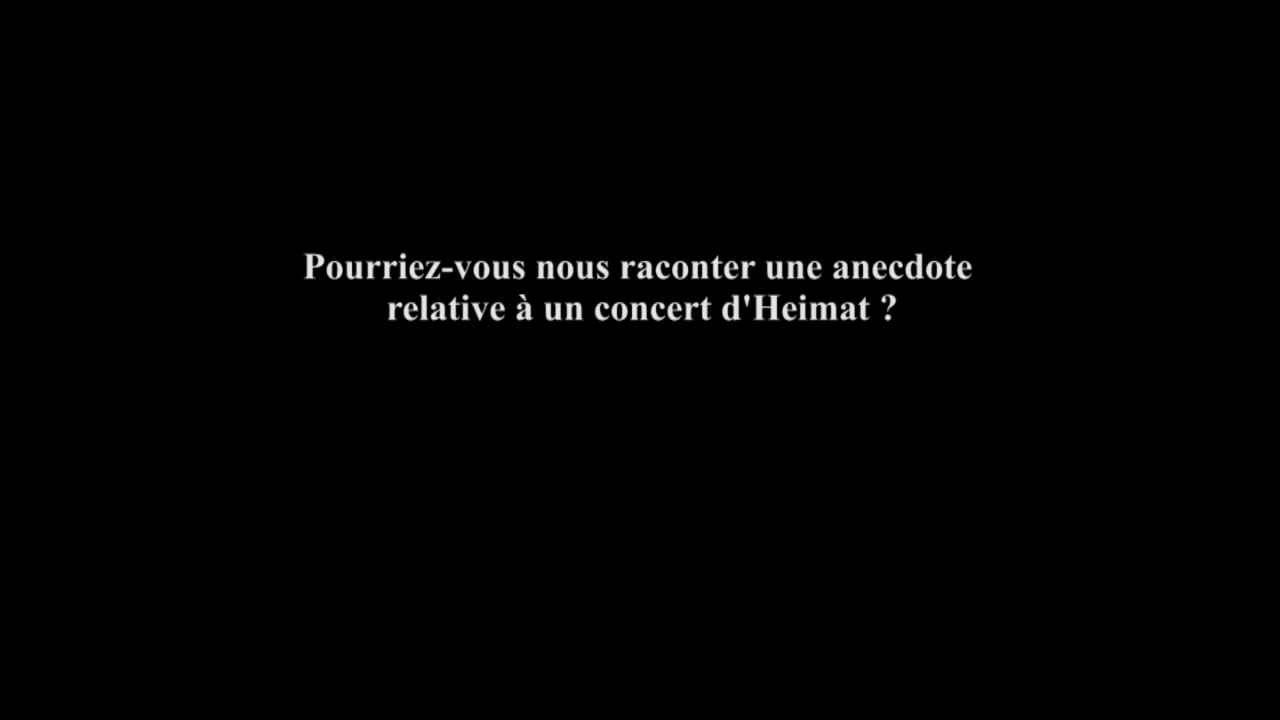 Pourriez-vous nous raconter une anecdote
relative à un concert d'Heimat ?